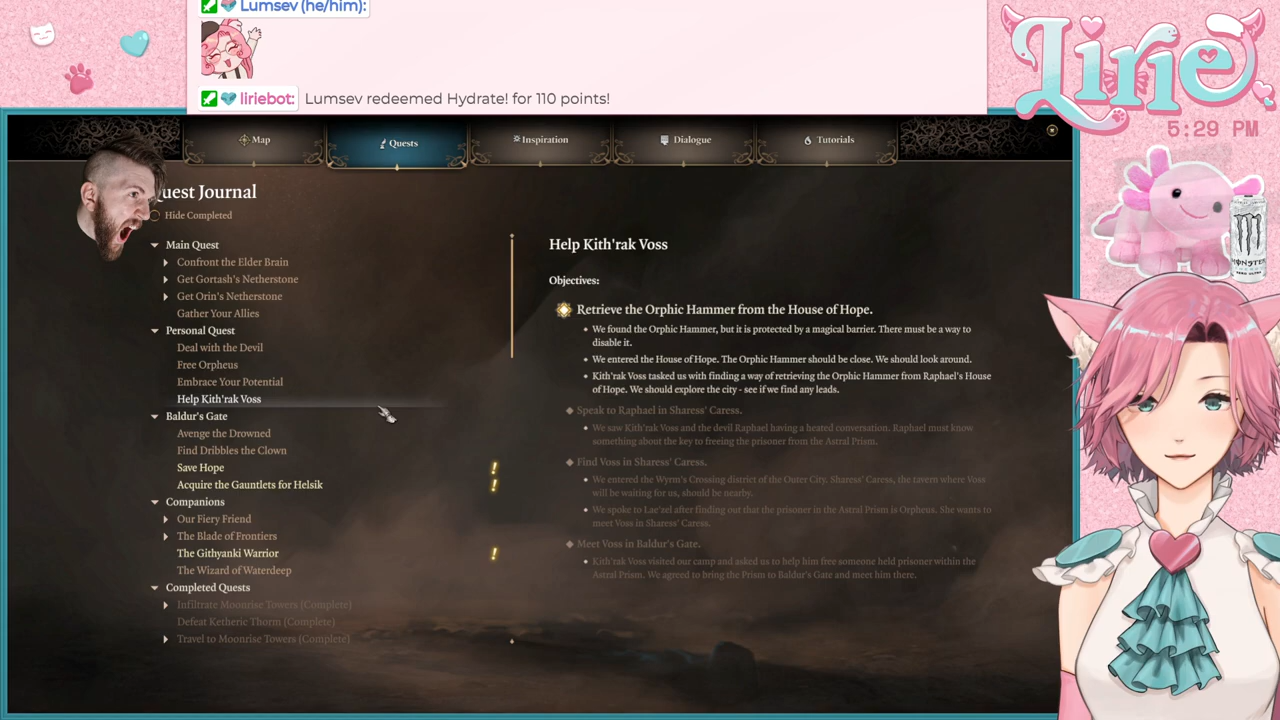 Lumsev (he/him):
liriebot: Lumsev redeemed Hydrate! for 110 points!
Lirie
5:29 PM
Map
Quests
Inspiration
Dialogue
Tutorials
uest Journal
Hide Completed
Main Quest
Confront the Elder Brain
Get Gortash's Netherstone
Get Orin's Netherstone
Gather Your Allies
Personal Quest
Deal with the Devil
Free Orpheus
Embrace Your Potential
Help Kith'rak Voss
Baldur's Gate
Avenge the Drowned
Find Dribbles the Clown
Save Hope
Acquire the Gauntlets for Helsik
Companions
Our Fiery Friend
The Blade of Frontiers
The Githyanki Warrior
The Wizard of Waterdeep
Completed Quests
Infiltrate Moonrise Towers (Complete)
Defeat Ketheric Thorm (Complete)
Travel to Moonrise Towers (Complete)
Help Kith'rak Voss
Objectives:
Retrieve the Orphic Hammer from the House of Hope.
We found the Orphic Hammer, but it is protected by a magical barrier. There must be a way to
disable it.
We entered the House of Hope. The Orphic Hammer should be close. We should look around.
Kith'rak Voss tasked us with finding a way of retrieving the Orphic Hammer from Raphael's House
of Hope. We should explore the city - see if we find any leads.
Speak to Raphael in Sharess' Caress.
We saw Kith'rak Voss and the devil Raphael having a heated conversation. Raphael must know
something about the key to freeing the prisoner from the Astral Prism.
Find Voss in Sharess' Caress.
We entered the Wyrm's Crossing district of the Outer City. Sharess' Caress, the tavern where Voss
will be waiting for us, should be nearby.
We spoke to Lae'zel after finding out that the prisoner in the Astral Prism is Orpheus. She wants to
meet Voss in Sharess' Caress.
Meet Voss in Baldur's Gate.
Kith'rak Voss visited our camp and asked us to help him free someone held prisoner within the
Astral Prism. We agreed to bring the Prism to Baldur's Gate and meet him there.
MONSTER